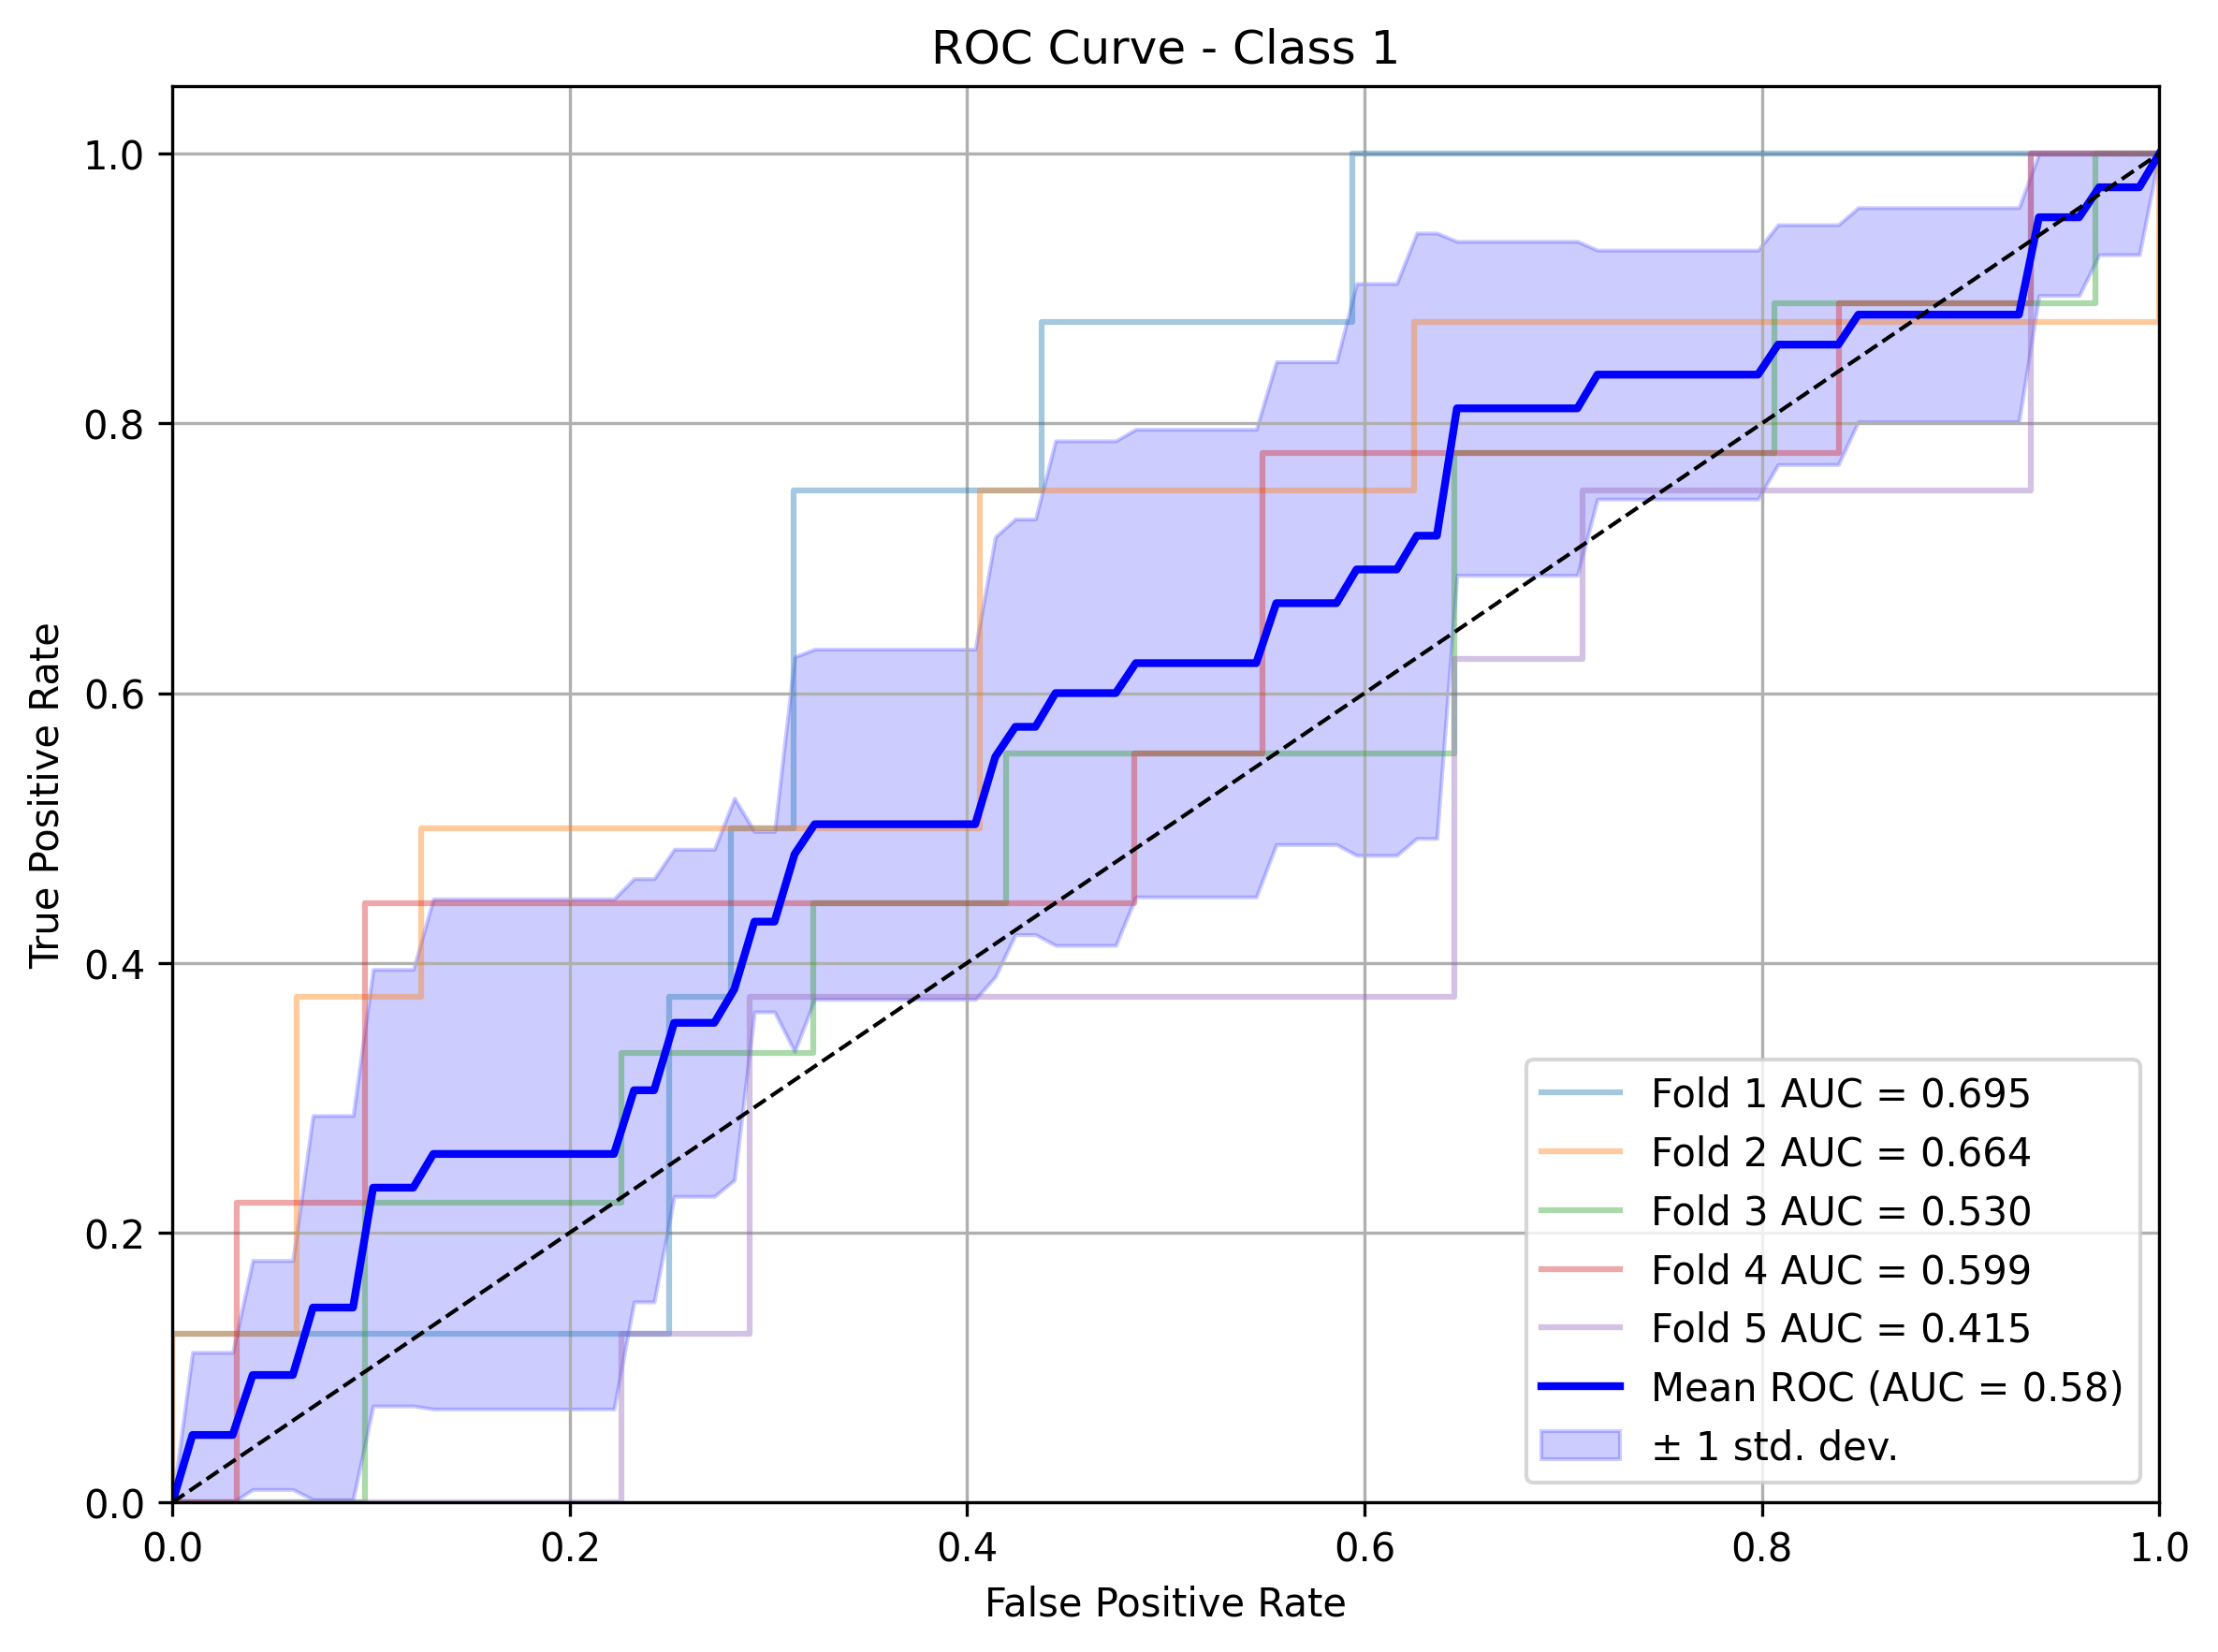 ROC Curve - Class 1
True Positive Rate
1.0
0.8
0.6
0.4
0.2
0.0
0.0 0.2 0.4 0.6 0.8 1.0
False Positive Rate
Fold 1 AUC = 0.695
Fold 2 AUC = 0.664
Fold 3 AUC = 0.530
Fold 4 AUC = 0.599
Fold 5 AUC = 0.415
Mean ROC (AUC = 0.58)
± 1 std. dev.